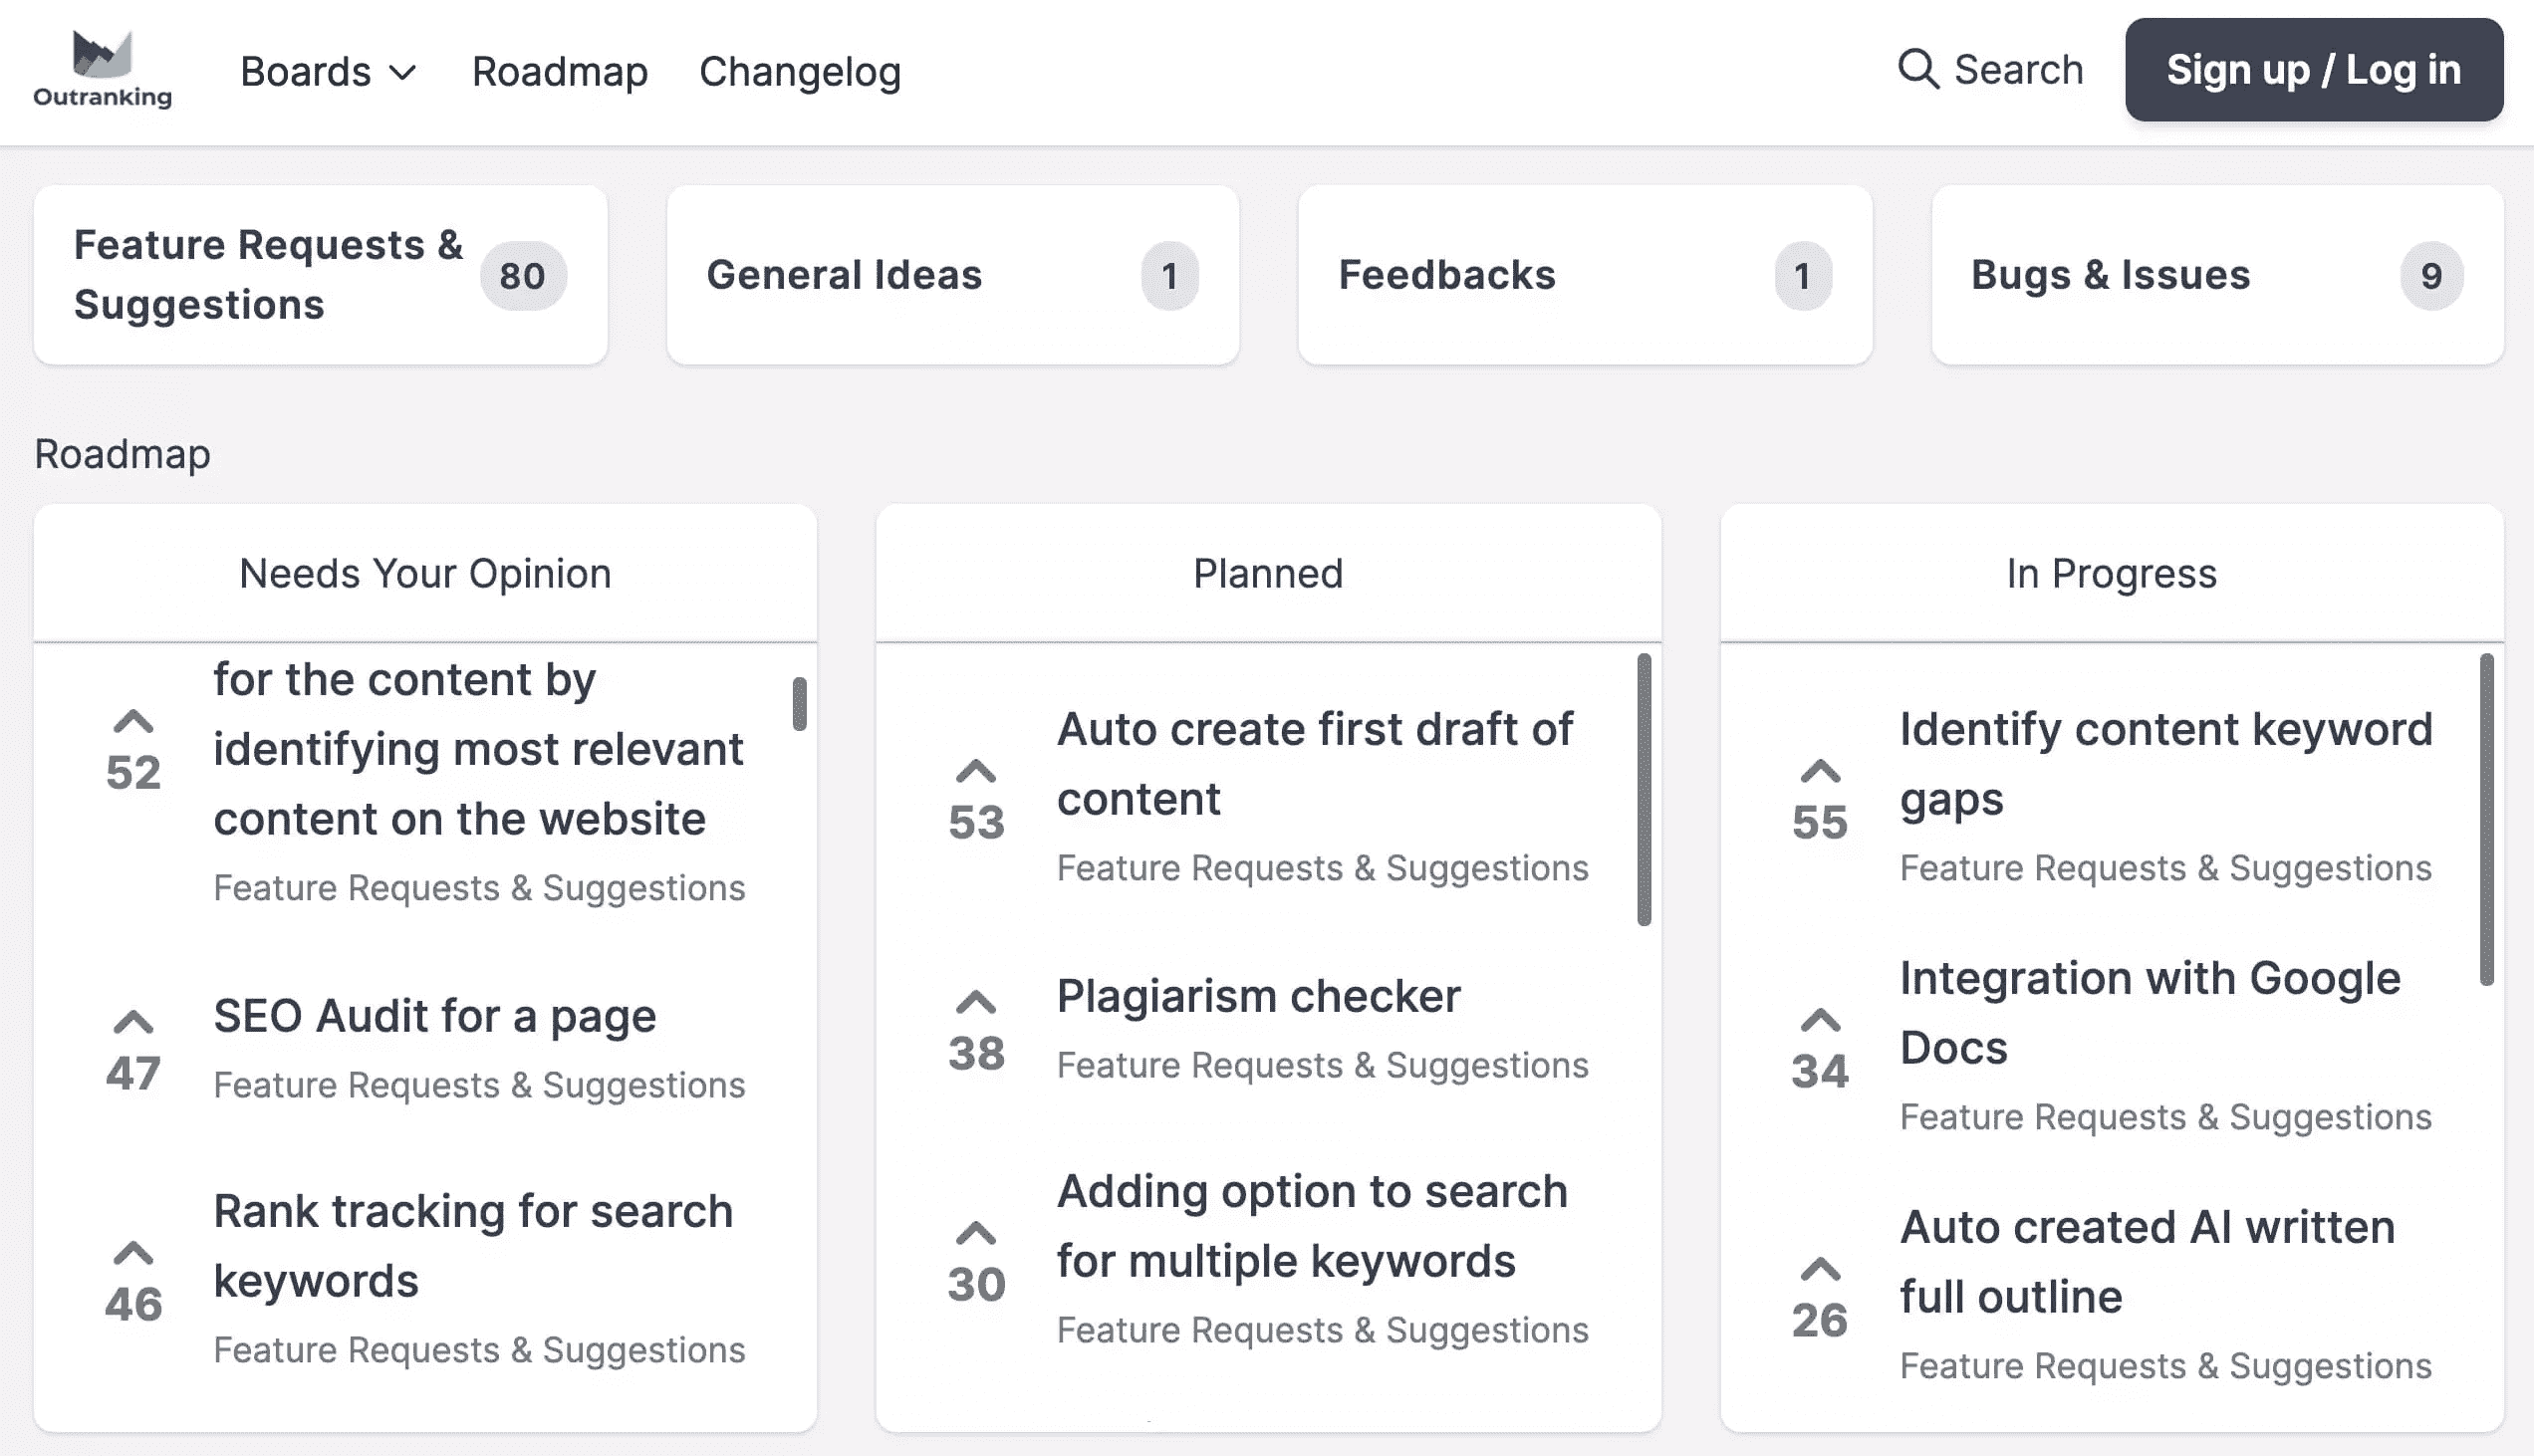 Outranking
Boards
Roadmap
Changelog
Search
Sign up / Log in
Feature Requests &
Suggestions
80
General Ideas
1
Feedbacks
1
Bugs & Issues
9
Roadmap
Needs Your Opinion
52
for the content by
identifying most relevant
content on the website
Feature Requests & Suggestions
47
SEO Audit for a page
Feature Requests & Suggestions
46
Rank tracking for search
keywords
Feature Requests & Suggestions
Planned
53
Auto create first draft of
content
Feature Requests & Suggestions
38
Plagiarism checker
Feature Requests & Suggestions
30
Adding option to search
for multiple keywords
Feature Requests & Suggestions
In Progress
55
Identify content keyword
gaps
Feature Requests & Suggestions
34
Integration with Google
Docs
Feature Requests & Suggestions
26
Auto created AI written
full outline
Feature Requests & Suggestions